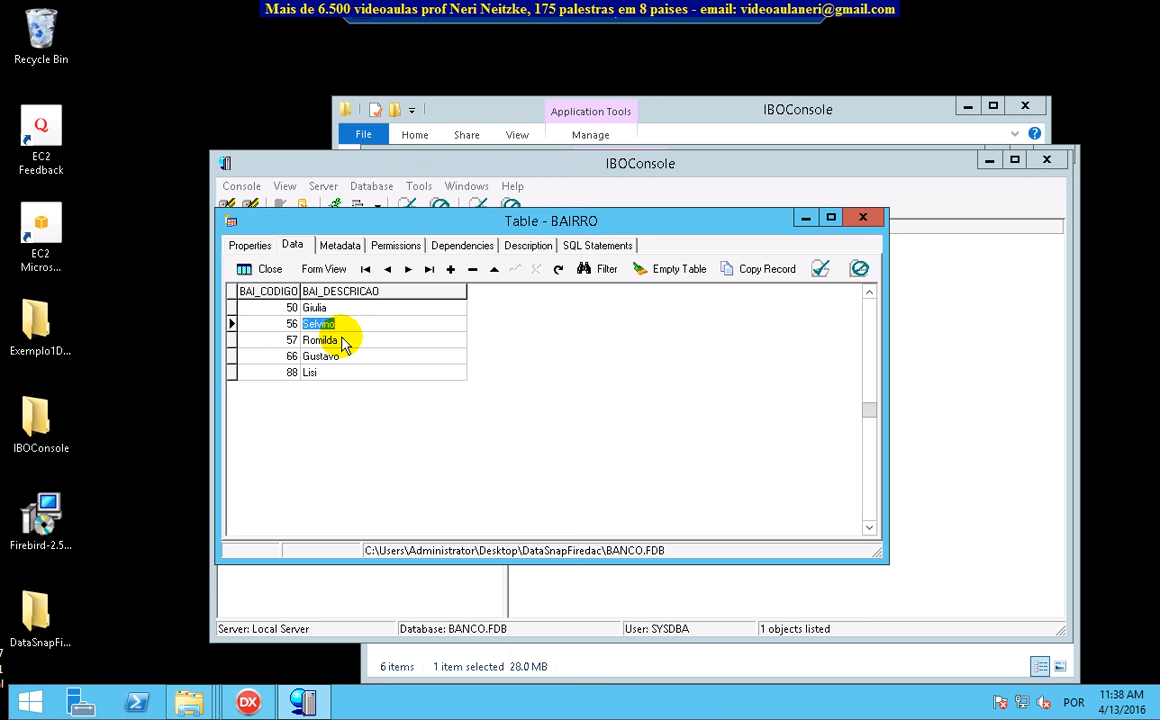 Mais de 6.500 videoaulas prof Neri Neitzke, 175 palestras em 8 paises - email: videoaulaneri@gmail.com
Recycle Bin
EC2
Feedback
EC2
Micros...
Exemplo1D...
IBOConsole
Firebird-2.5...
DataSnapFi...
Application Tools
IBOConsole
File
Home
Share
View
Manage
IBOConsole
Console
View
Server
Database
Tools
Windows
Help
Table - BAIRRO
Properties
Data
Metadata
Permissions
Dependencies
Description
SQL Statements
Close
Form View
Filter
Empty Table
Copy Record
BAI_CODIGO BAI_DESCRICAO
50 Giulia
56 Selvino
57 Romilda
66 Gustavo
88 Lisi
C:\Users\Administrator\Desktop\DataSnapFiredac\BANCO.FDB
Server: Local Server
Database: BANCO.FDB
User: SYSDBA
1 objects listed
6 items
1 item selected 28.0 MB
DX
POR
11:38 AM
4/13/2016